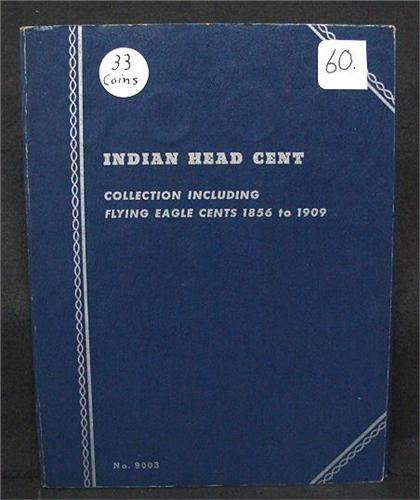 33
Coins
60.
INDIAN HEAD CENT
COLLECTION INCLUDING
FLYING EAGLE CENTS 1856 to 1909
No. 9003